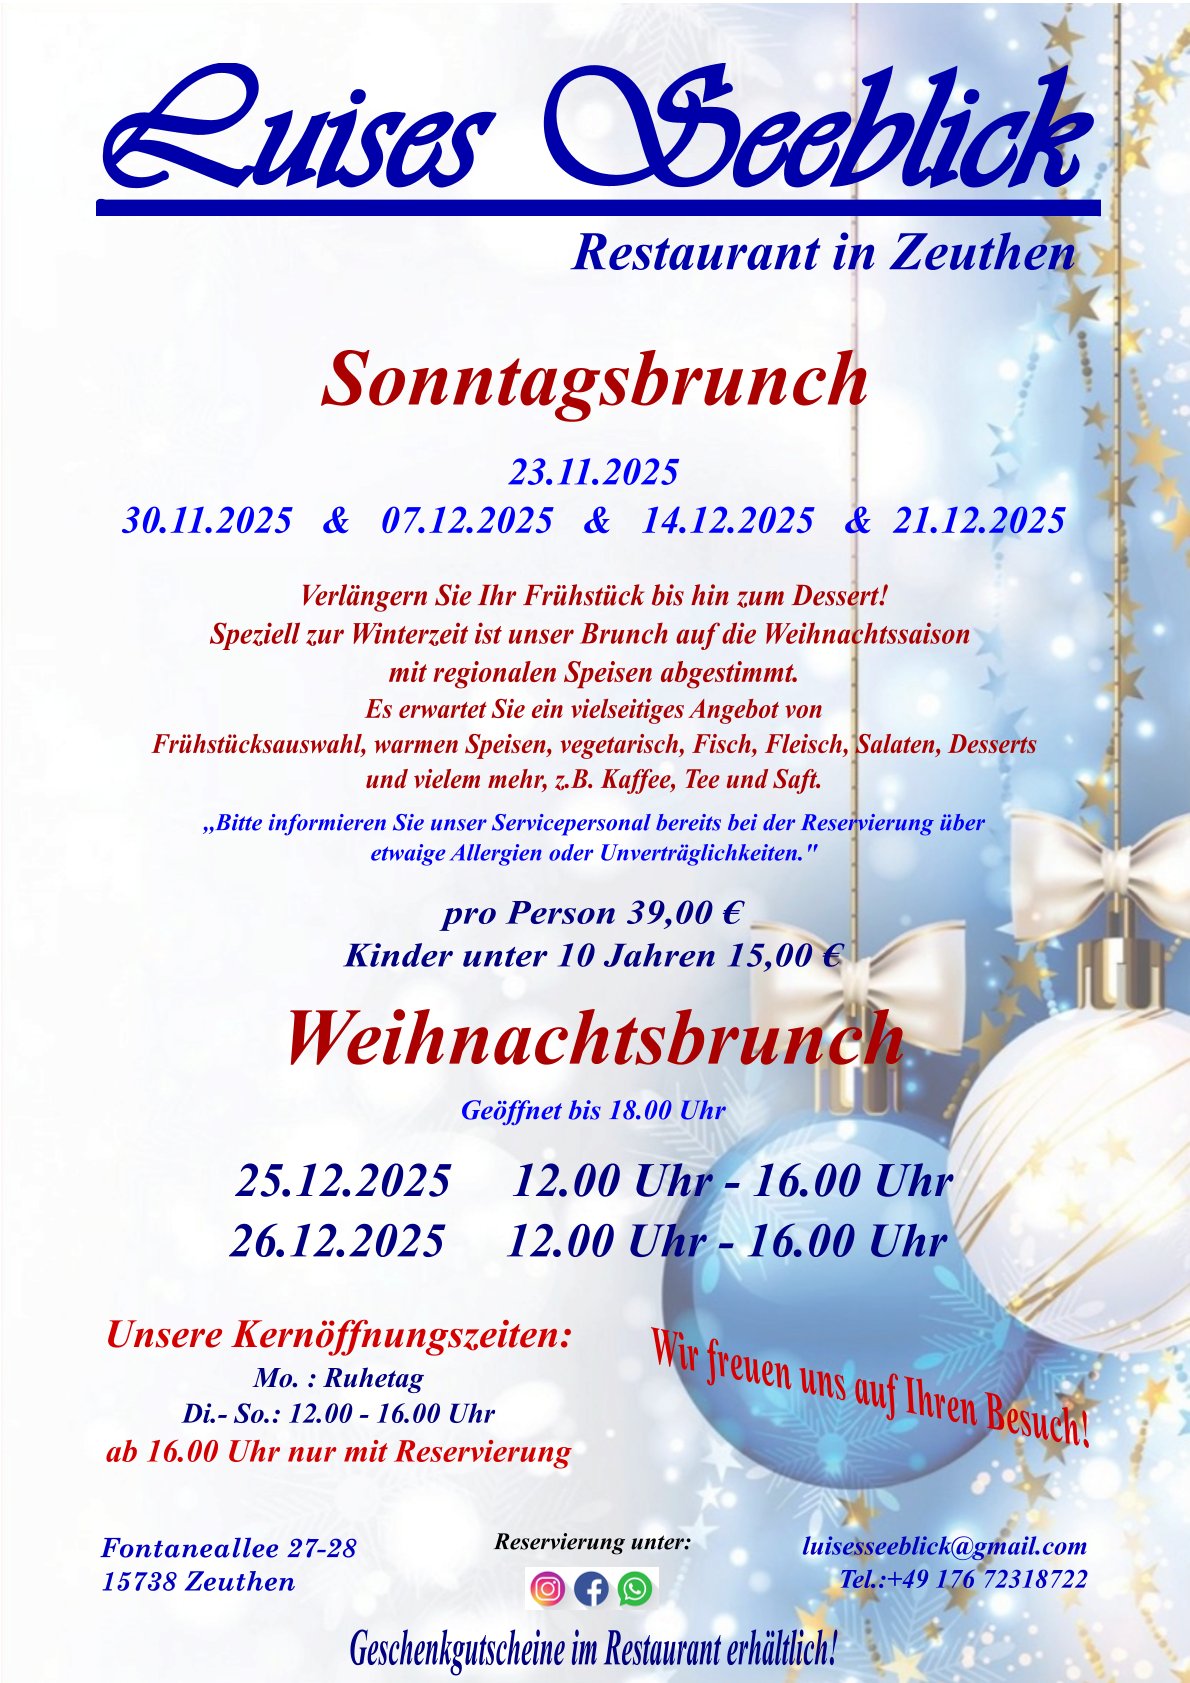 Luises Seeblick
Restaurant in Zeuthen
Sonntagsbrunch
23.11.2025
30.11.2025 & 07.12.2025 & 14.12.2025 & 21.12.2025
Verlängern Sie Ihr Frühstück bis hin zum Dessert!
Speziell zur Winterzeit ist unser Brunch auf die Weihnachtssaison
mit regionalen Speisen abgestimmt.
Es erwartet Sie ein vielseitiges Angebot von
Frühstücksauswahl, warmen Speisen, vegetarisch, Fisch, Fleisch, Salaten, Desserts
und vielem mehr, z.B. Kaffee, Tee und Saft.
„Bitte informieren Sie unser Servicepersonal bereits bei der Reservierung über
etwaige Allergien oder Unverträglichkeiten."
pro Person 39,00 €
Kinder unter 10 Jahren 15,00 €
Weihnachtsbrunch
Geöffnet bis 18.00 Uhr
25.12.2025 12.00 Uhr - 16.00 Uhr
26.12.2025 12.00 Uhr - 16.00 Uhr
Unsere Kernöffnungszeiten:
Mo. : Ruhetag
Di.- So.: 12.00 - 16.00 Uhr
ab 16.00 Uhr nur mit Reservierung
Wir freuen uns auf Ihren Besuch!
Fontaneallee 27-28
15738 Zeuthen
Reservierung unter:
luisesseeblick@gmail.com
Tel.:+49 176 72318722
Geschenkgutscheine im Restaurant erhältlich!